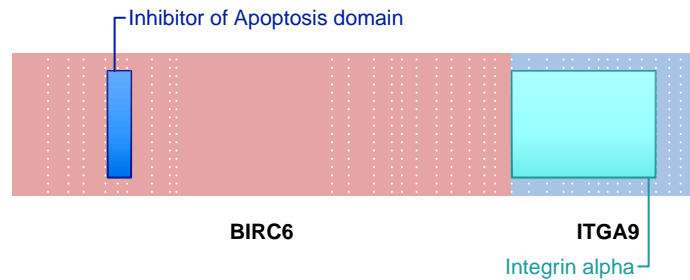 Inhibitor of Apoptosis domain
BIRC6
ITGA9
Integrin alpha